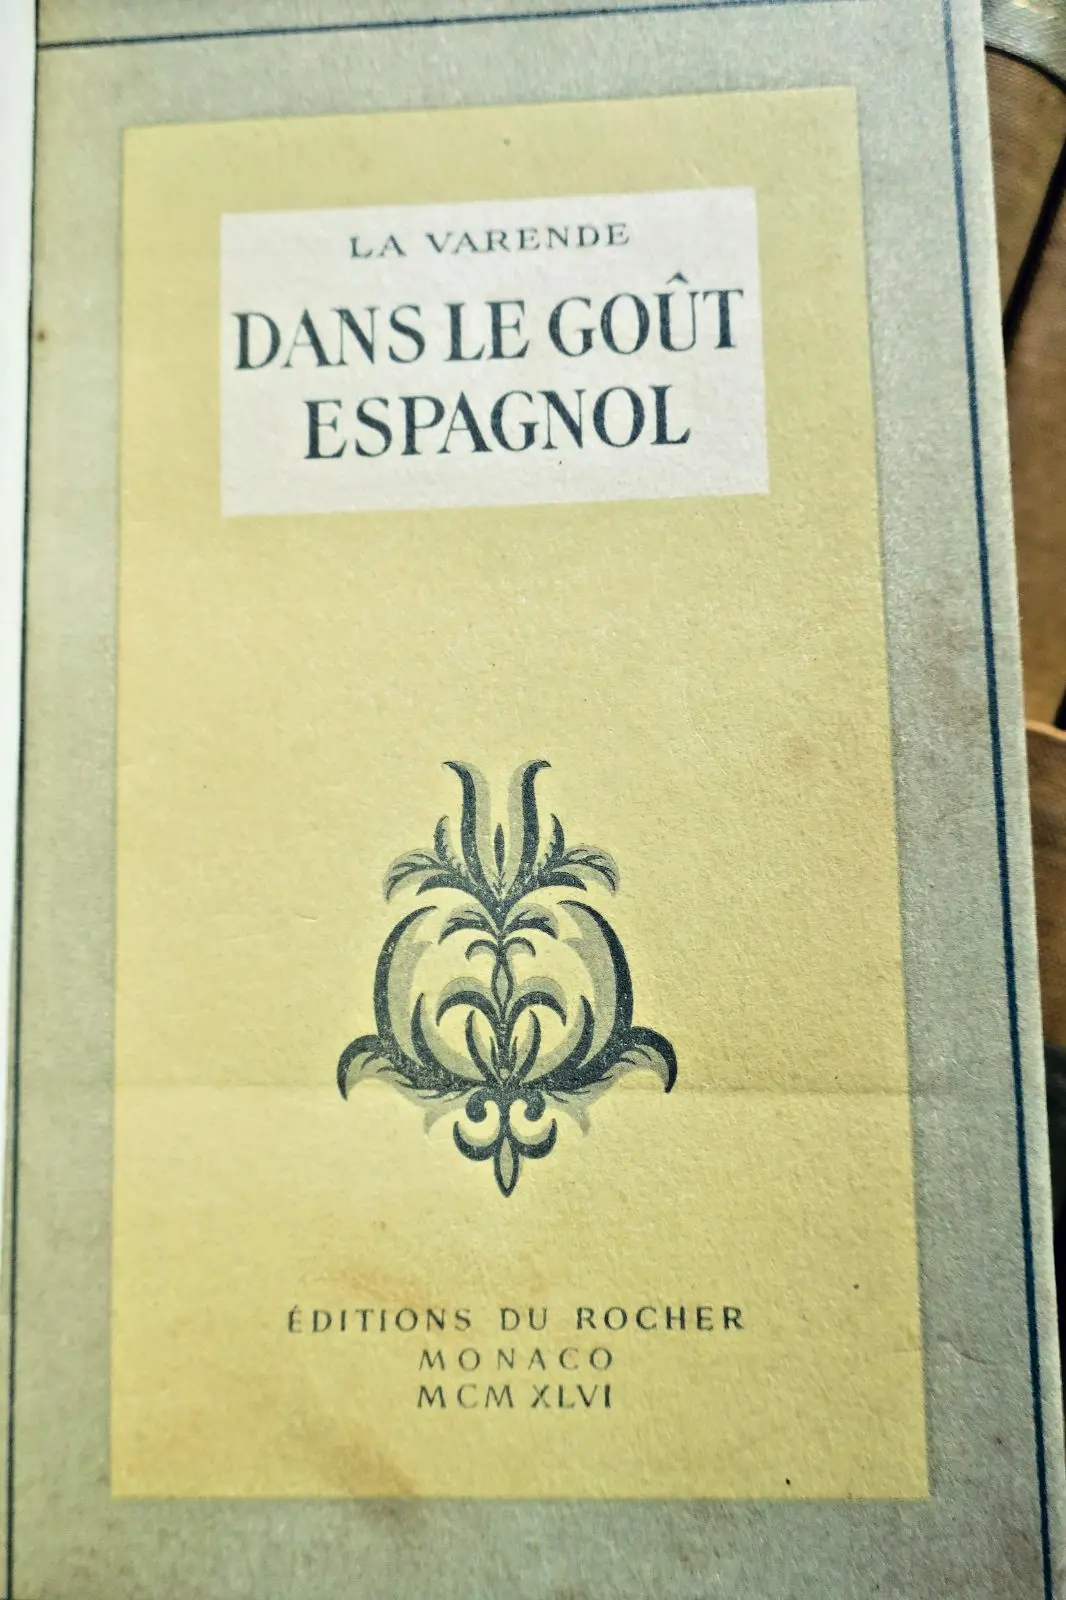 LA VARENDE
DANS LE GOÛT
ESPAGNOL
ÉDITIONS DU ROCHER
MONACO
MCM XLVI